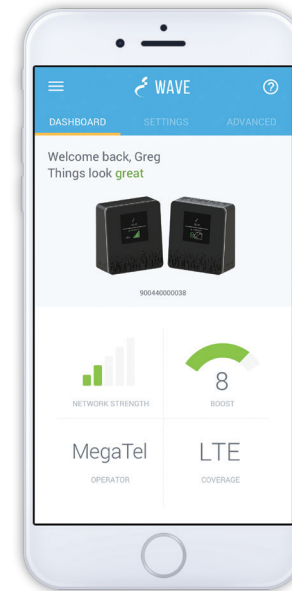 WAVE
DASHBOARD SETTINGS ADVANCED
Welcome back, Greg
Things look great
900440000038
8
NETWORK STRENGTH BOOST
MegaTel LTE
OPERATOR COVERAGE